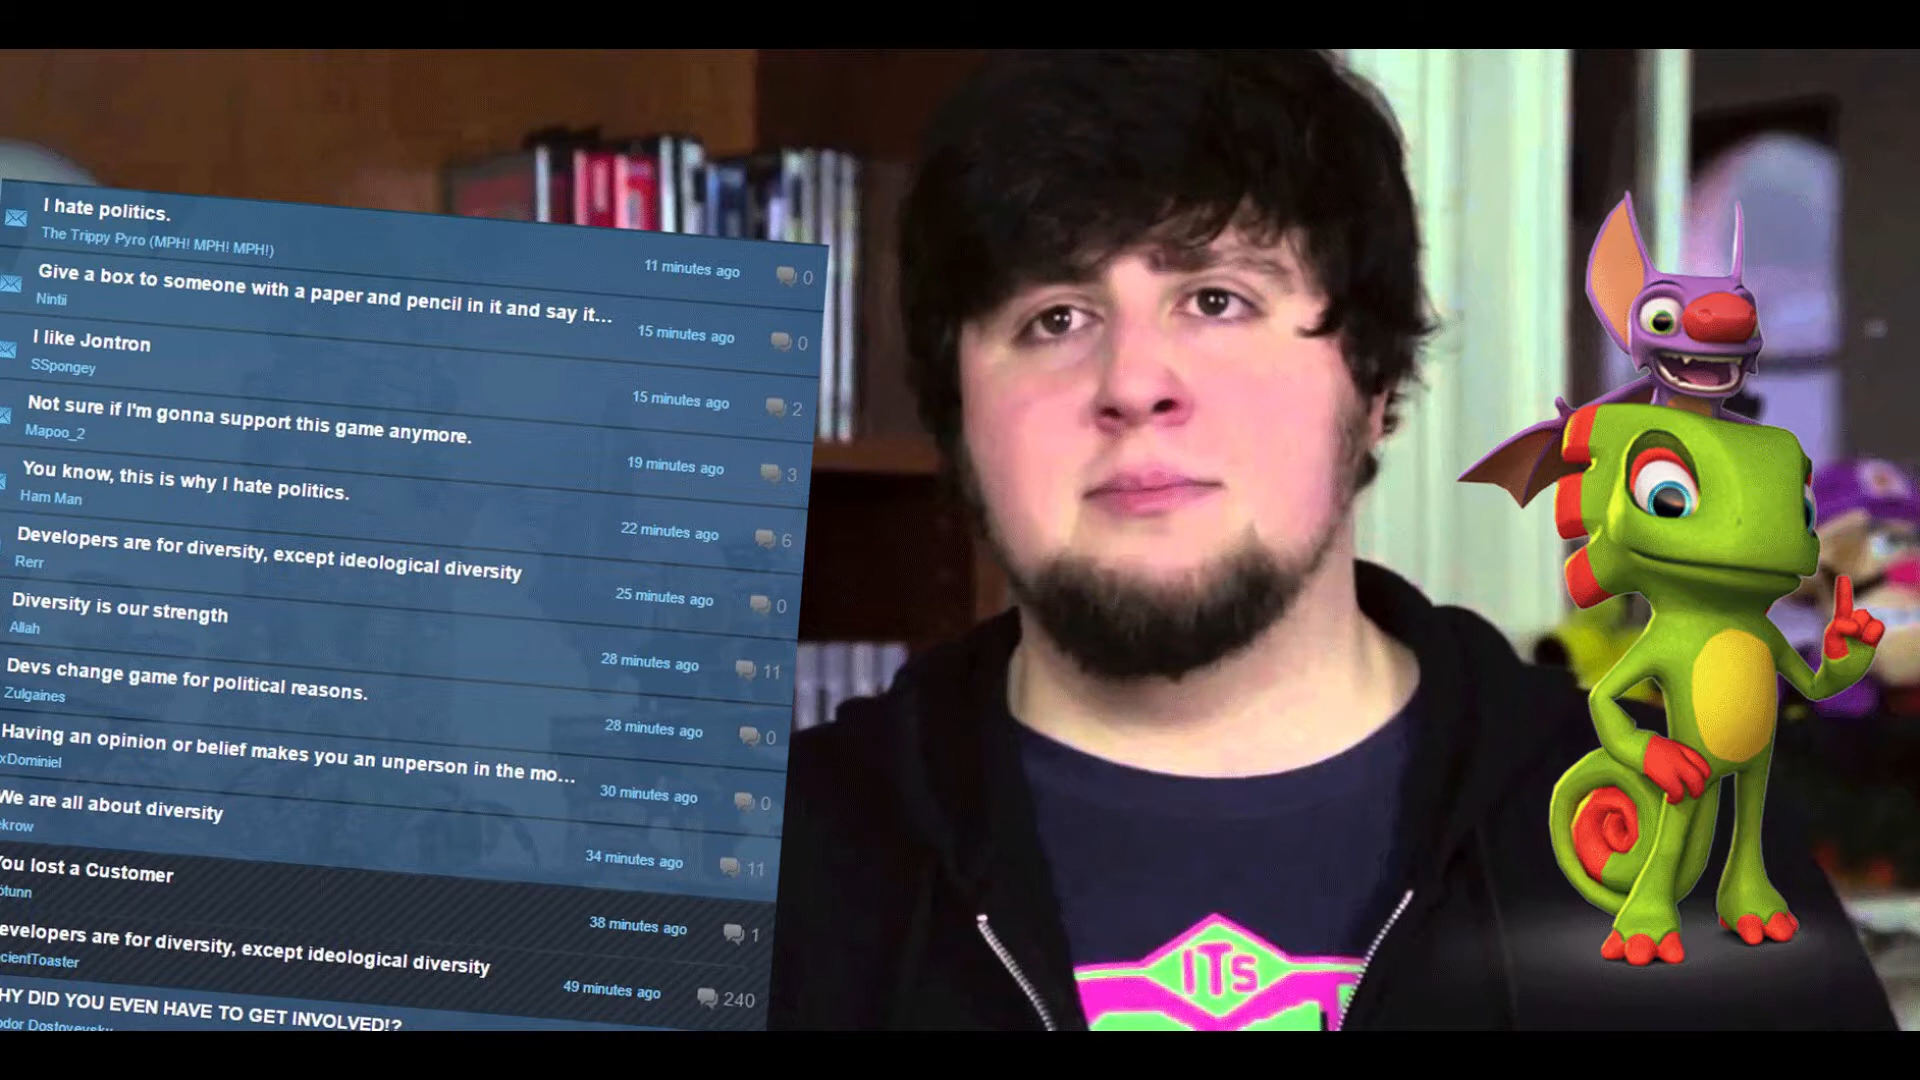 I hate politics.
The Trippy Pyro (MPH! MPH! MPH!)
11 minutes ago
0
Give a box to someone with a paper and pencil in it and say it...
Nintii
15 minutes ago
0
I like Jontron
SSpongey
15 minutes ago
2
Not sure if I'm gonna support this game anymore.
Mapoo_2
19 minutes ago
3
You know, this is why I hate politics.
Ham Man
22 minutes ago
6
Developers are for diversity, except ideological diversity
Rerr
25 minutes ago
0
Diversity is our strength
Allah
28 minutes ago
11
Devs change game for political reasons.
Zulgaines
28 minutes ago
0
Having an opinion or belief makes you an unperson in the mo...
xDominiel
30 minutes ago
0
We are all about diversity
ekrow
34 minutes ago
11
You lost a Customer
ötunn
38 minutes ago
1
evelopers are for diversity, except ideological diversity
cientToaster
49 minutes ago
240
HY DID YOU EVEN HAVE TO GET INVOLVED!?
odor Dostoyevsky
ITS